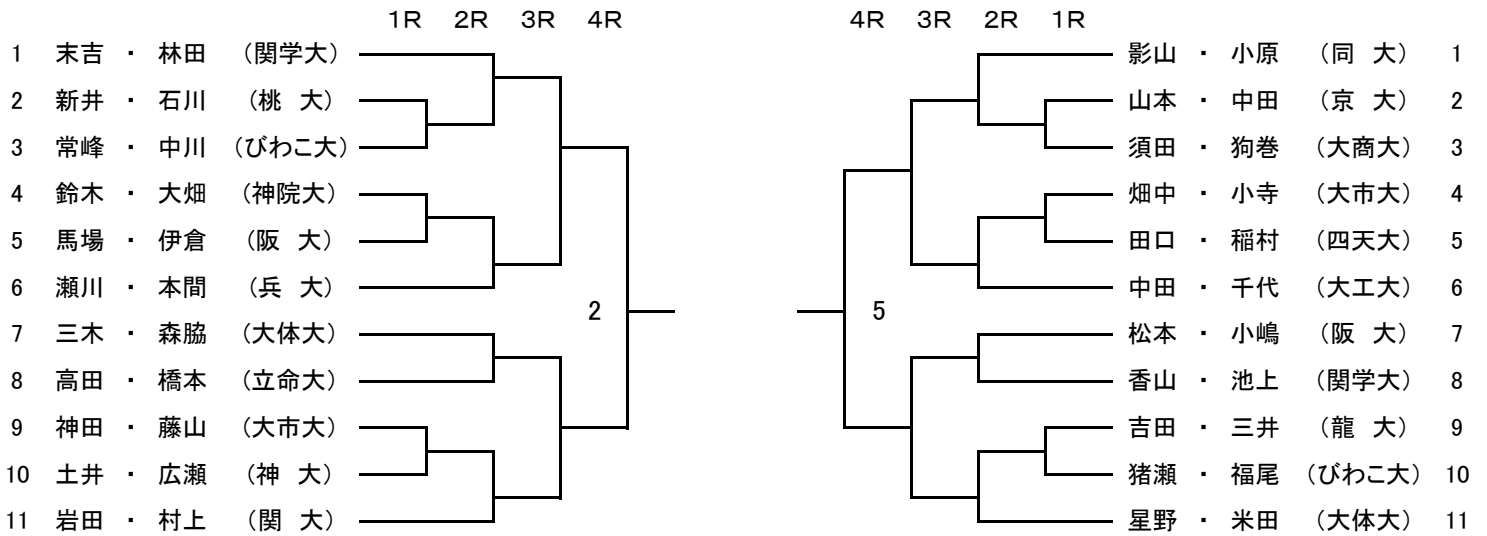 1R 2R 3R 4R
1 末吉 ・ 林田 (関学大)
2 新井 ・ 石川 (桃 大)
3 常峰 ・ 中川 (びわこ大)
4 鈴木 ・ 大畑 (神院大)
5 馬場 ・ 伊倉 (阪 大)
6 瀬川 ・ 本間 (兵 大)
2
7 三木 ・ 森脇 (大体大)
8 高田 ・ 橋本 (立命大)
9 神田 ・ 藤山 (大市大)
10 土井 ・ 広瀬 (神 大)
11 岩田 ・ 村上 (関 大)
4R 3R 2R 1R
影山 ・ 小原 (同 大) 1
山本 ・ 中田 (京 大) 2
須田 ・ 狗巻 (大商大) 3
畑中 ・ 小寺 (大市大) 4
田口 ・ 稲村 (四天大) 5
中田 ・ 千代 (大工大) 6
5
松本 ・ 小嶋 (阪 大) 7
香山 ・ 池上 (関学大) 8
吉田 ・ 三井 (龍 大) 9
猪瀬 ・ 福尾 (びわこ大) 10
星野 ・ 米田 (大体大) 11